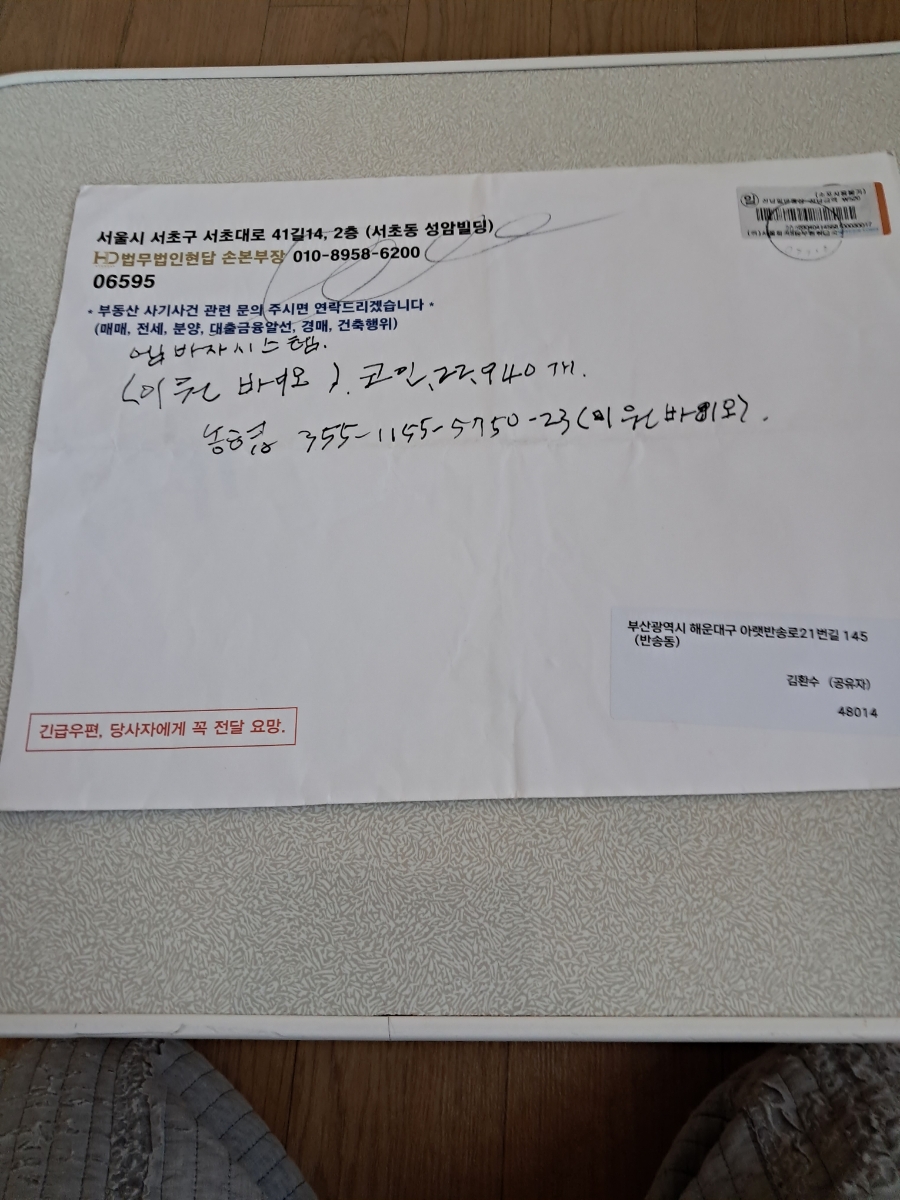 서울시 서초구 서초대로 41길14, 2층 (서초동 성암빌딩)
HD법무법인현답 손본부장 010-8958-6200
06595
* 부동산 사기사건 관련 문의 주시면 연락드리겠습니다 *
(매매, 전세, 분양, 대출금융알선, 경매, 건축행위)
바자시스템.
(이원 바이오). 코인, 22,940개.
농협 355-1155-5750-23(이원바이오).
부산광역시 해운대구 아랫반송로21번길 145
(반송동)
김환수 (공유자)
48014
긴급우편, 당사자에게 꼭 전달 요망.